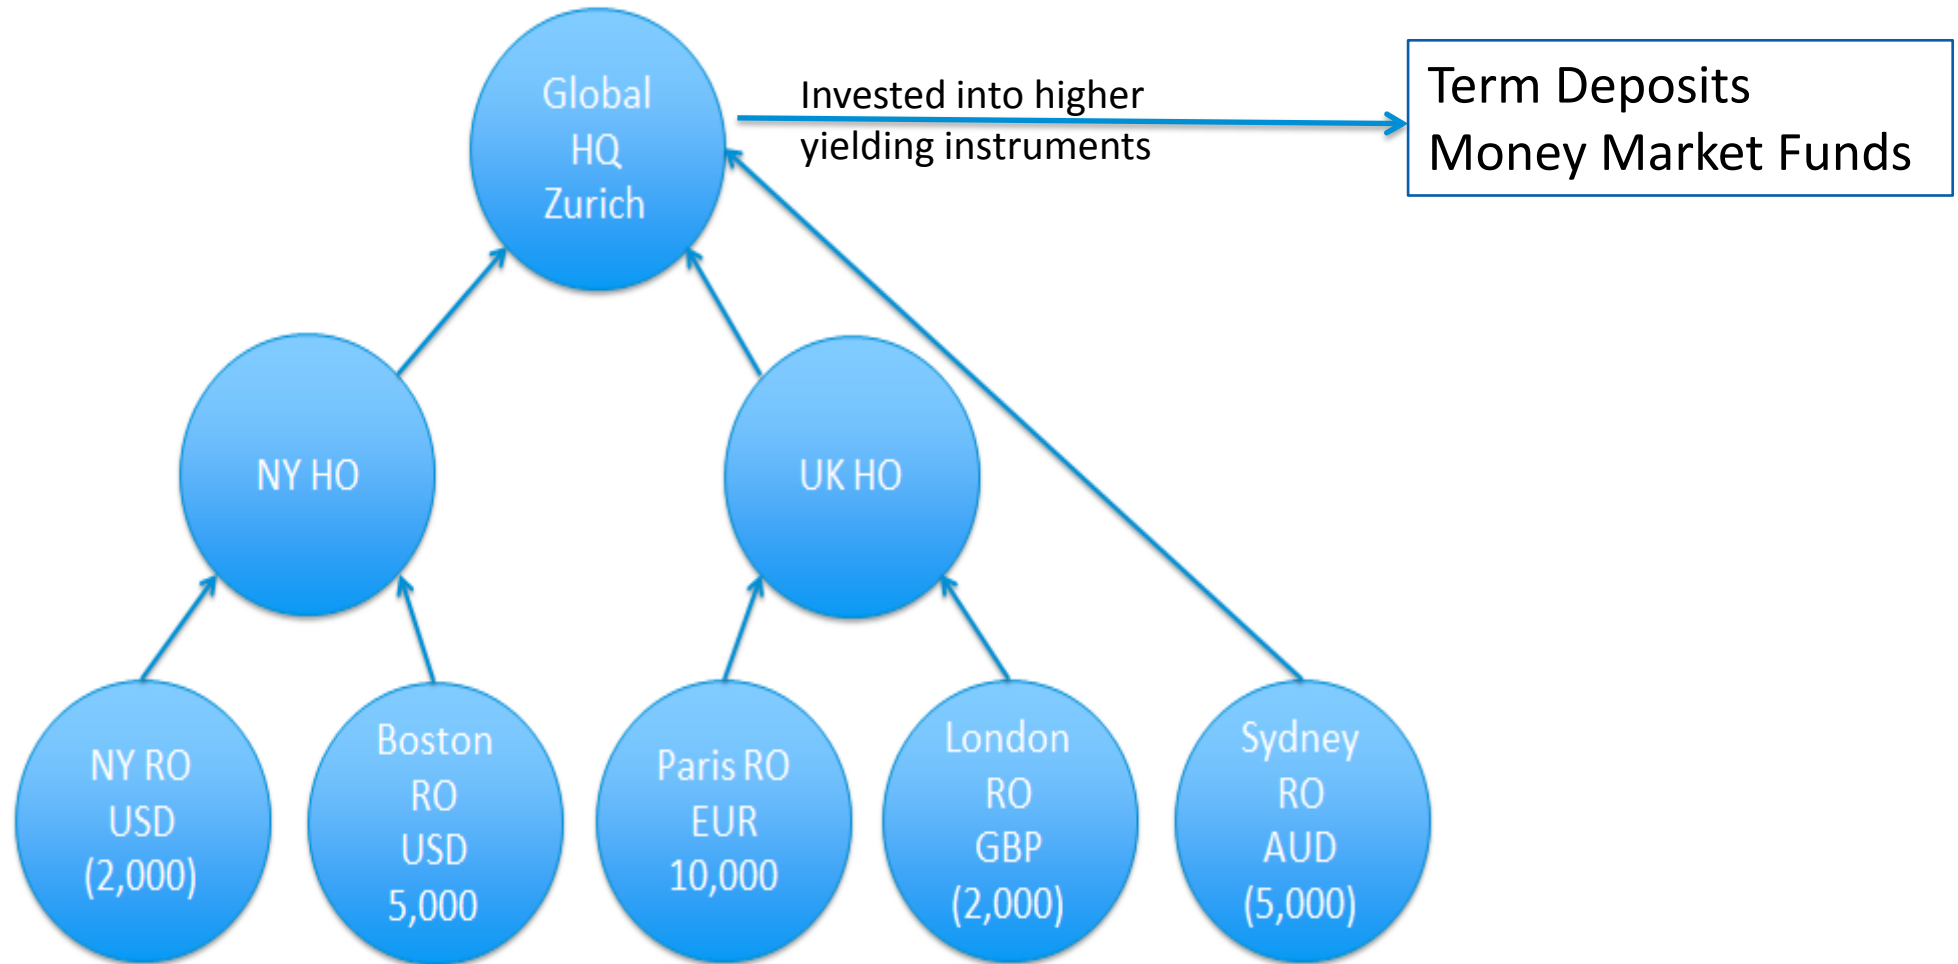 Global
HQ
Zurich
Invested into higher
yielding instruments
Term Deposits
Money Market Funds
NY HO
UK HO
NY RO
USD
(2,000)
Boston
RO
USD
5,000
Paris RO
EUR
10,000
London
RO
GBP
(2,000)
Sydney
RO
AUD
(5,000)